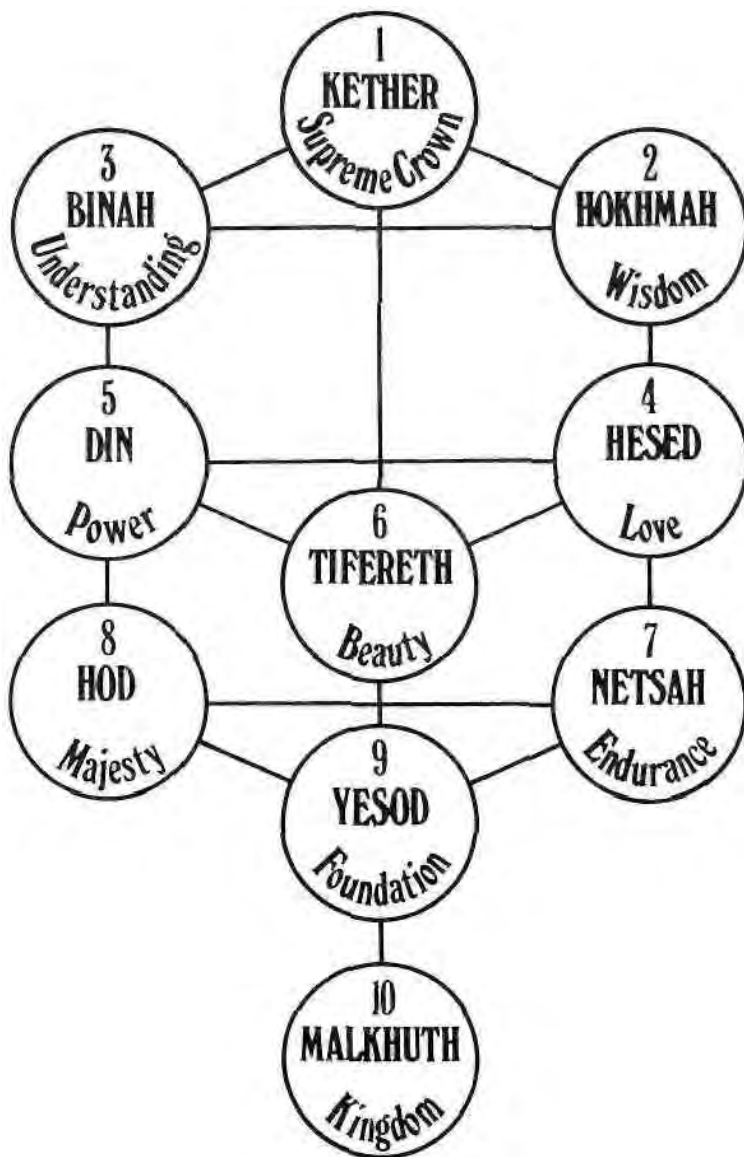 1
KETHER
Supreme Crown
3
BINAH
Understanding
2
HOKHMAH
Wisdom
5
DIN
Power
4
HESED
Love
6
TIFERETH
Beauty
8
HOD
Majesty
7
NETSAH
Endurance
9
YESOD
Foundation
10
MALKHUTH
Kingdom